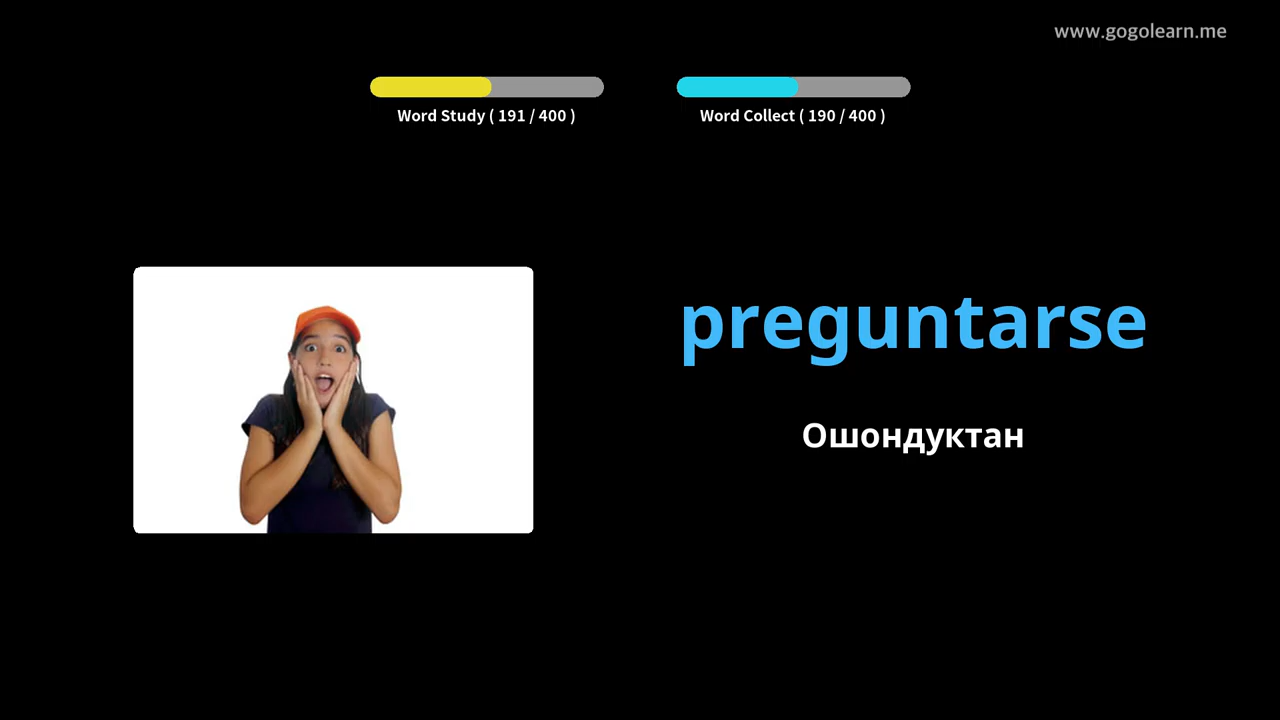 www.gogolearn.me
Word Study ( 191 / 400 )
Word Collect ( 190 / 400 )
preguntarse
Ошондуктан